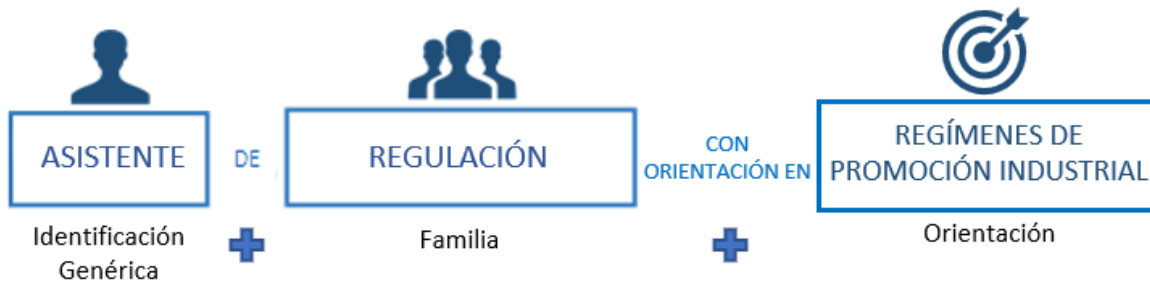 ASISTENTE
DE
REGULACIÓN
CON
ORIENTACIÓN EN
REGÍMENES DE
PROMOCIÓN INDUSTRIAL
Identificación
Genérica
Familia
Orientación